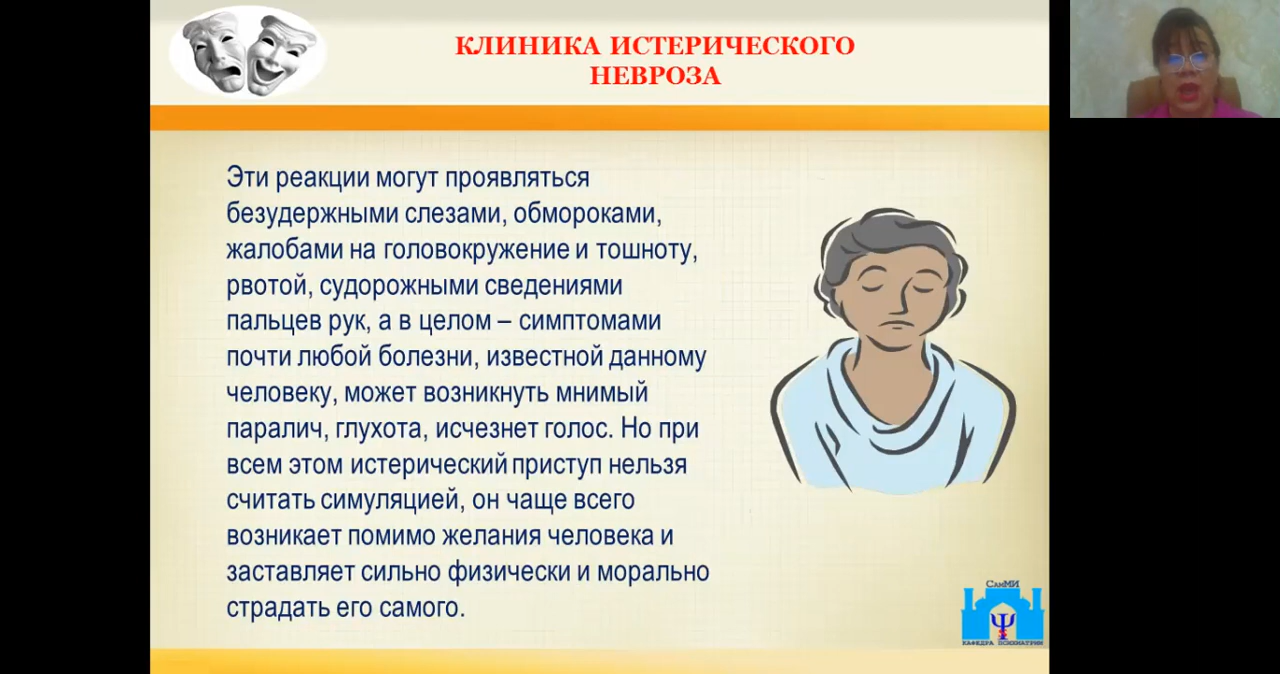 КЛИНИКА ИСТЕРИЧЕСКОГО
НЕВРОЗА
Эти реакции могут проявляться
безудержными слезами, обмороками,
жалобами на головокружение и тошноту,
рвотой, судорожными сведениями
пальцев рук, а в целом – симптомами
почти любой болезни, известной данному
человеку, может возникнуть мнимый
паралич, глухота, исчезнет голос. Но при
всем этом истерический приступ нельзя
считать симуляцией, он чаще всего
возникает помимо желания человека и
заставляет сильно физически и морально
страдать его самого.
СамМИ
Ψ
КАФЕДРА ПСИХИАТРИИ